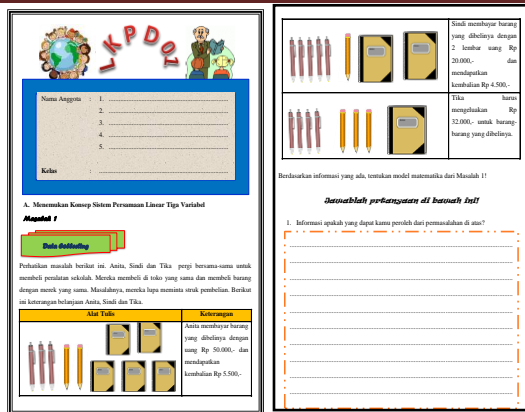 LKPD01
Nama Anggota : 1. ..........................................................
2. ..........................................................
3. ..........................................................
4. ..........................................................
5. ..........................................................
Kelas : ..........................................................
A. Menemukan Konsep Sistem Persamaan Linear Tiga Variabel
Masalah 1
Data Collecting
Perhatikan masalah berikut ini. Anita, Sindi dan Tika pergi bersama-sama untuk
membeli peralatan sekolah. Mereka membeli di toko yang sama dan membeli barang
dengan merek yang sama. Masalahnya, mereka lupa meminta struk pembelian. Berikut
ini keterangan belanjaan Anita, Sindi dan Tika.
Alat Tulis Keterangan
Anita membayar barang
yang dibelinya dengan
uang Rp 50.000,- dan
mendapatkan
kembalian Rp 5.500,-
Sindi membayar barang
yang dibelinya dengan
2 lembar uang Rp
20.000,- dan
mendapatkan
kembalian Rp 4.500,-
Tika harus
mengeluakan Rp
32.000,- untuk barang-
barang yang dibelinya.
Berdasarkan informasi yang ada, tentukan model matematika dari Masalah 1!
Jawablah prtanyaan di bawah ini!
1. Informasi apakah yang dapat kamu peroleh dari permasalahan di atas?